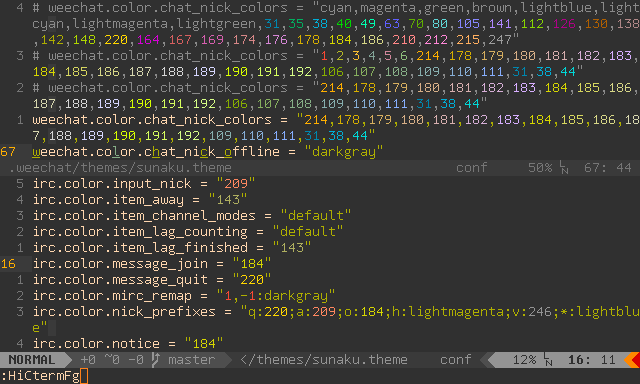 4 # weechat.color.chat_nick_colors = "cyan,magenta,green,brown,lightblue,light
cyan,lightmagenta,lightgreen,31,35,38,40,49,63,70,80,105,141,112,126,130,138
,142,148,220,164,167,169,174,176,178,184,186,210,212,215,247"
3 # weechat.color.chat_nick_colors = "1,2,3,4,5,6,214,178,179,180,181,182,183,
184,185,186,187,188,189,190,191,192,106,107,108,109,110,111,31,38,44"
2 # weechat.color.chat_nick_colors = "214,178,179,180,181,182,183,184,185,186,
187,188,189,190,191,192,106,107,108,109,110,111,31,38,44"
1 weechat.color.chat_nick_colors = "214,178,179,180,181,182,183,184,185,186,18
7,188,189,190,191,192,109,110,111,31,38,44"
67 weechat.color.chat_nick_offline = "darkgray"
.weechat/themes/sunaku.theme conf 50% LN 67: 44
5 irc.color.input_nick = "209"
4 irc.color.item_away = "143"
3 irc.color.item_channel_modes = "default"
2 irc.color.item_lag_counting = "default"
1 irc.color.item_lag_finished = "143"
16 irc.color.message_join = "184"
1 irc.color.message_quit = "220"
2 irc.color.mirc_remap = "1,-1:darkgray"
3 irc.color.nick_prefixes = "q:220;a:209;o:184;h:lightmagenta;v:246;*:lightblu
e"
4 irc.color.notice = "184"
NORMAL +0 ~0 -0 master </themes/sunaku.theme conf 12% LN 16: 11
:HiCtermFg